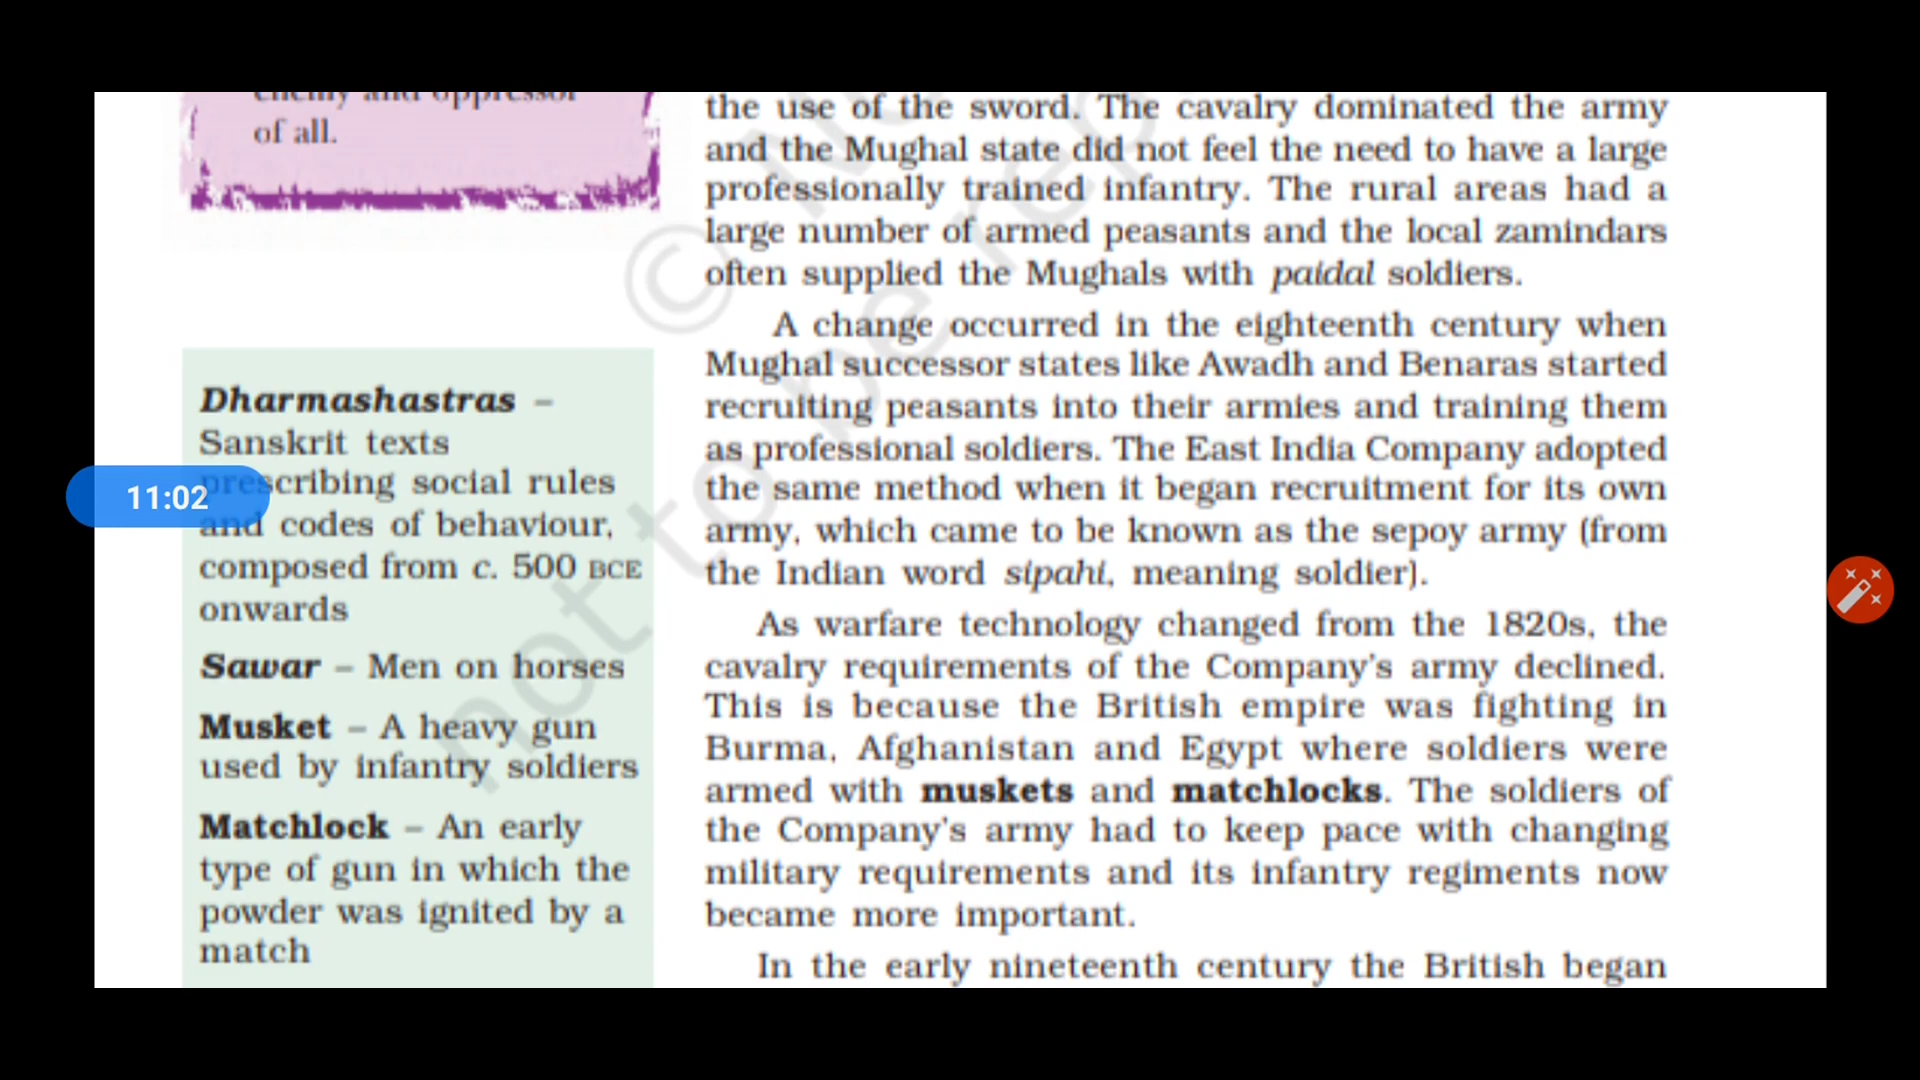 enemy and oppressor
of all.
Dharmashastras –
Sanskrit texts
prescribing social rules
and codes of behaviour,
composed from c. 500 BCE
onwards
Sawar – Men on horses
Musket – A heavy gun
used by infantry soldiers
Matchlock – An early
type of gun in which the
powder was ignited by a
match
11:02
the use of the sword. The cavalry dominated the army
and the Mughal state did not feel the need to have a large
professionally trained infantry. The rural areas had a
large number of armed peasants and the local zamindars
often supplied the Mughals with paidal soldiers.
A change occurred in the eighteenth century when
Mughal successor states like Awadh and Benaras started
recruiting peasants into their armies and training them
as professional soldiers. The East India Company adopted
the same method when it began recruitment for its own
army, which came to be known as the sepoy army (from
the Indian word sipahi, meaning soldier).
As warfare technology changed from the 1820s, the
cavalry requirements of the Company's army declined.
This is because the British empire was fighting in
Burma, Afghanistan and Egypt where soldiers were
armed with muskets and matchlocks. The soldiers of
the Company's army had to keep pace with changing
military requirements and its infantry regiments now
became more important.
In the early nineteenth century the British began
©
not to be rep